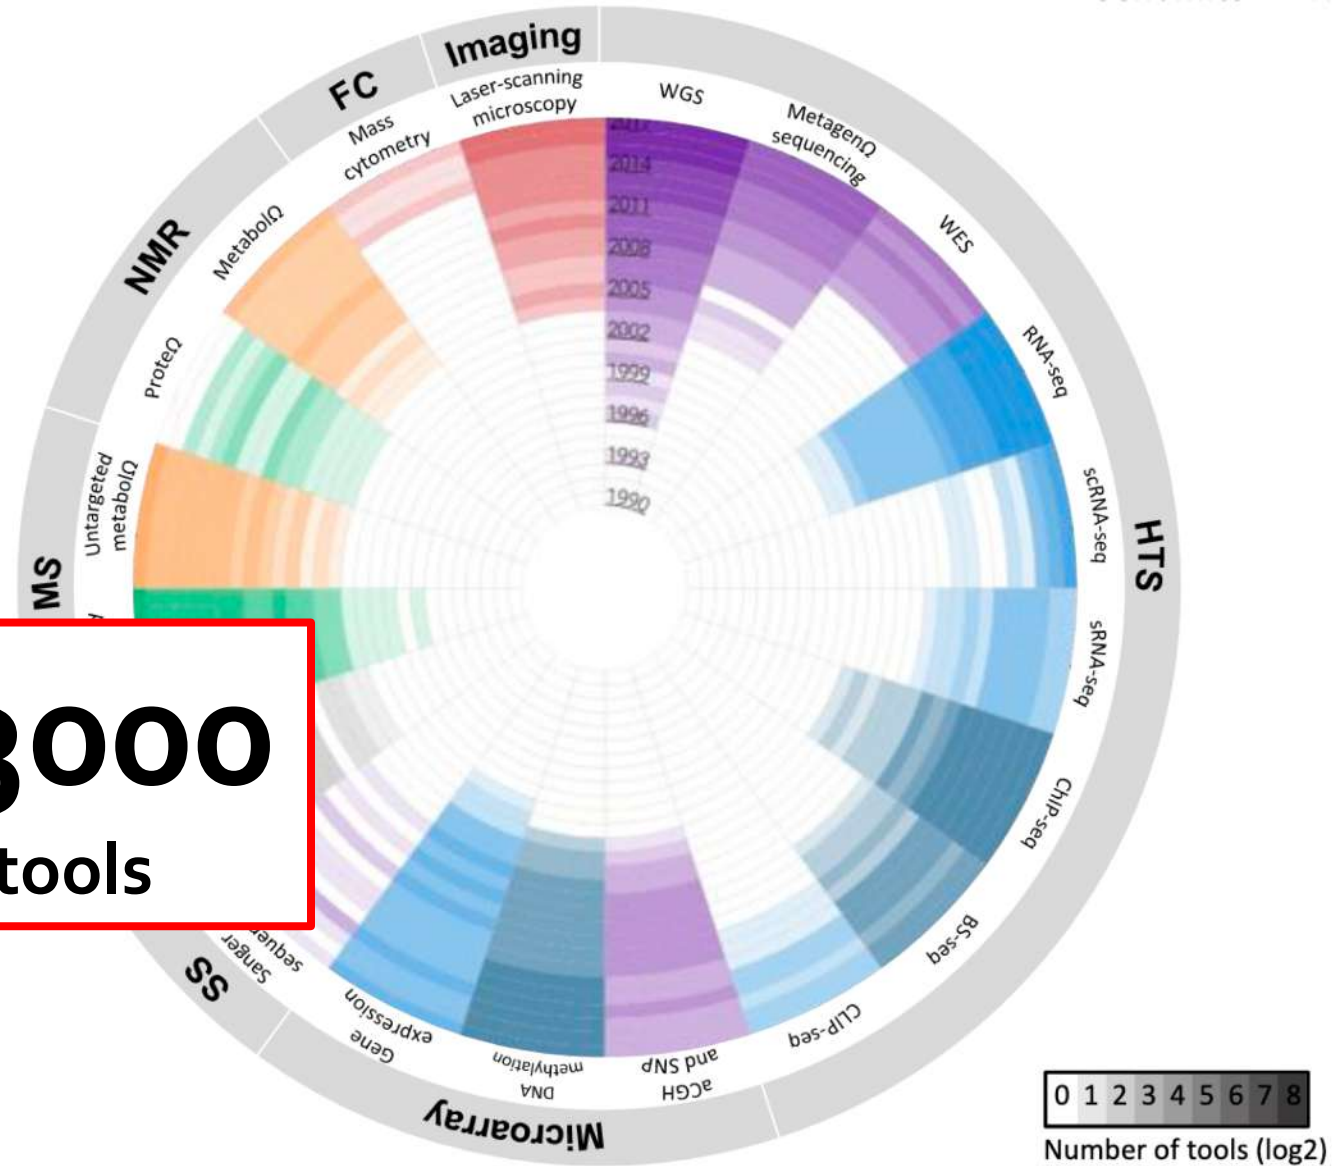 Imaging
FC
NMR
MS
SS
Microarray
HTS
Laser-scanning
microscopy
WGS
MetagenΩ
sequencing
WES
RNA-seq
scRNA-seq
sRNA-seq
ChIP-seq
BS-seq
CLIP-seq
aCGH
and SNP
DNA
methylation
Gene
expression
Sanger
Untargeted
metabolΩ
ProteΩ
MetabolΩ
Mass
cytometry
2014
2011
2008
2005
2002
1999
1996
1993
1990
3000
tools
0 1 2 3 4 5 6 7 8
Number of tools (log2)